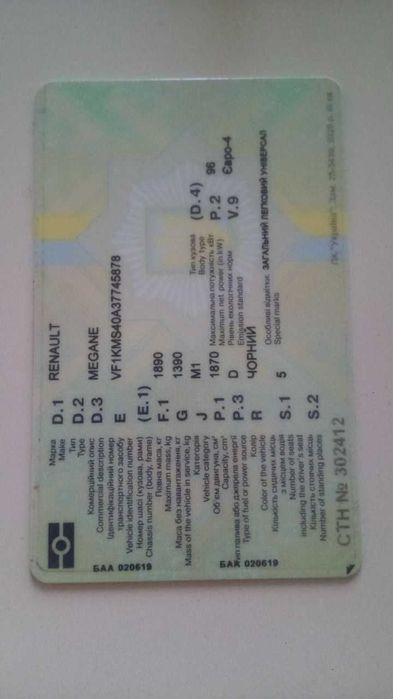 Марка D.1 RENAULT
Make
Тип D.2
Type
Комерційний опис D.3 MEGANE
Commercial description
Ідентифікаційний номер E VF1KMS40A37745878
транспортного засобу
Vehicle identification number
Номер шасі (кузова, рами) (E.1)
Chassis number (body, frame)
Повна маса, кг F.1 1890
Maximum mass, kg
Маса без навантаження, кг G 1390
Mass of the vehicle in service, kg
Категорія J M1 Тип кузова (D.4)
Vehicle category Body type
Об'єм двигуна, см³ P.1 1870 Максимальна потужність кВт P.2 96
Capacity, cm³ Maximum net power (in kW)
Тип палива або джерела енергії P.3 D Рівень екологічних норм V.9 Євро-4
Type of fuel or power source Emission standard
Колір R ЧОРНИЙ
Color of the vehicle
Кількість сидячих місць S.1 5 Особливі відмітки: ЗАГАЛЬНИЙ ЛЕГКОВИЙ УНІВЕРСАЛ
з місцем водія Special marks
Number of seats
including the driver's seat
Кількість стоячих місць S.2
Number of standing places
СТН № 302412
БАА 020619
БАЖ 020619